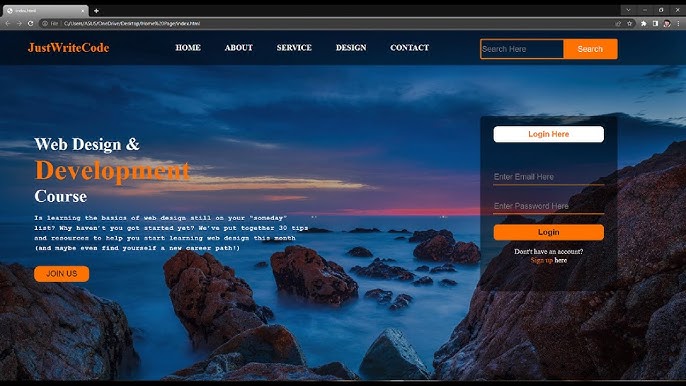 File | C:/Users/ASUS/OneDrive/Desktop/Home%20Page/index.html
JustWriteCode
HOME
ABOUT
SERVICE
DESIGN
CONTACT
Search Here
Search
Web Design &
Development
Course
Is learning the basics of web design still on your "someday"
list? Why haven't you got started yet? We've put together 30 tips
and resources to help you start learning web design this month
(and maybe even find yourself a new career path!)
JOIN US
Login Here
Enter Email Here
Enter Password Here
Login
Don't have an account?
Sign up here